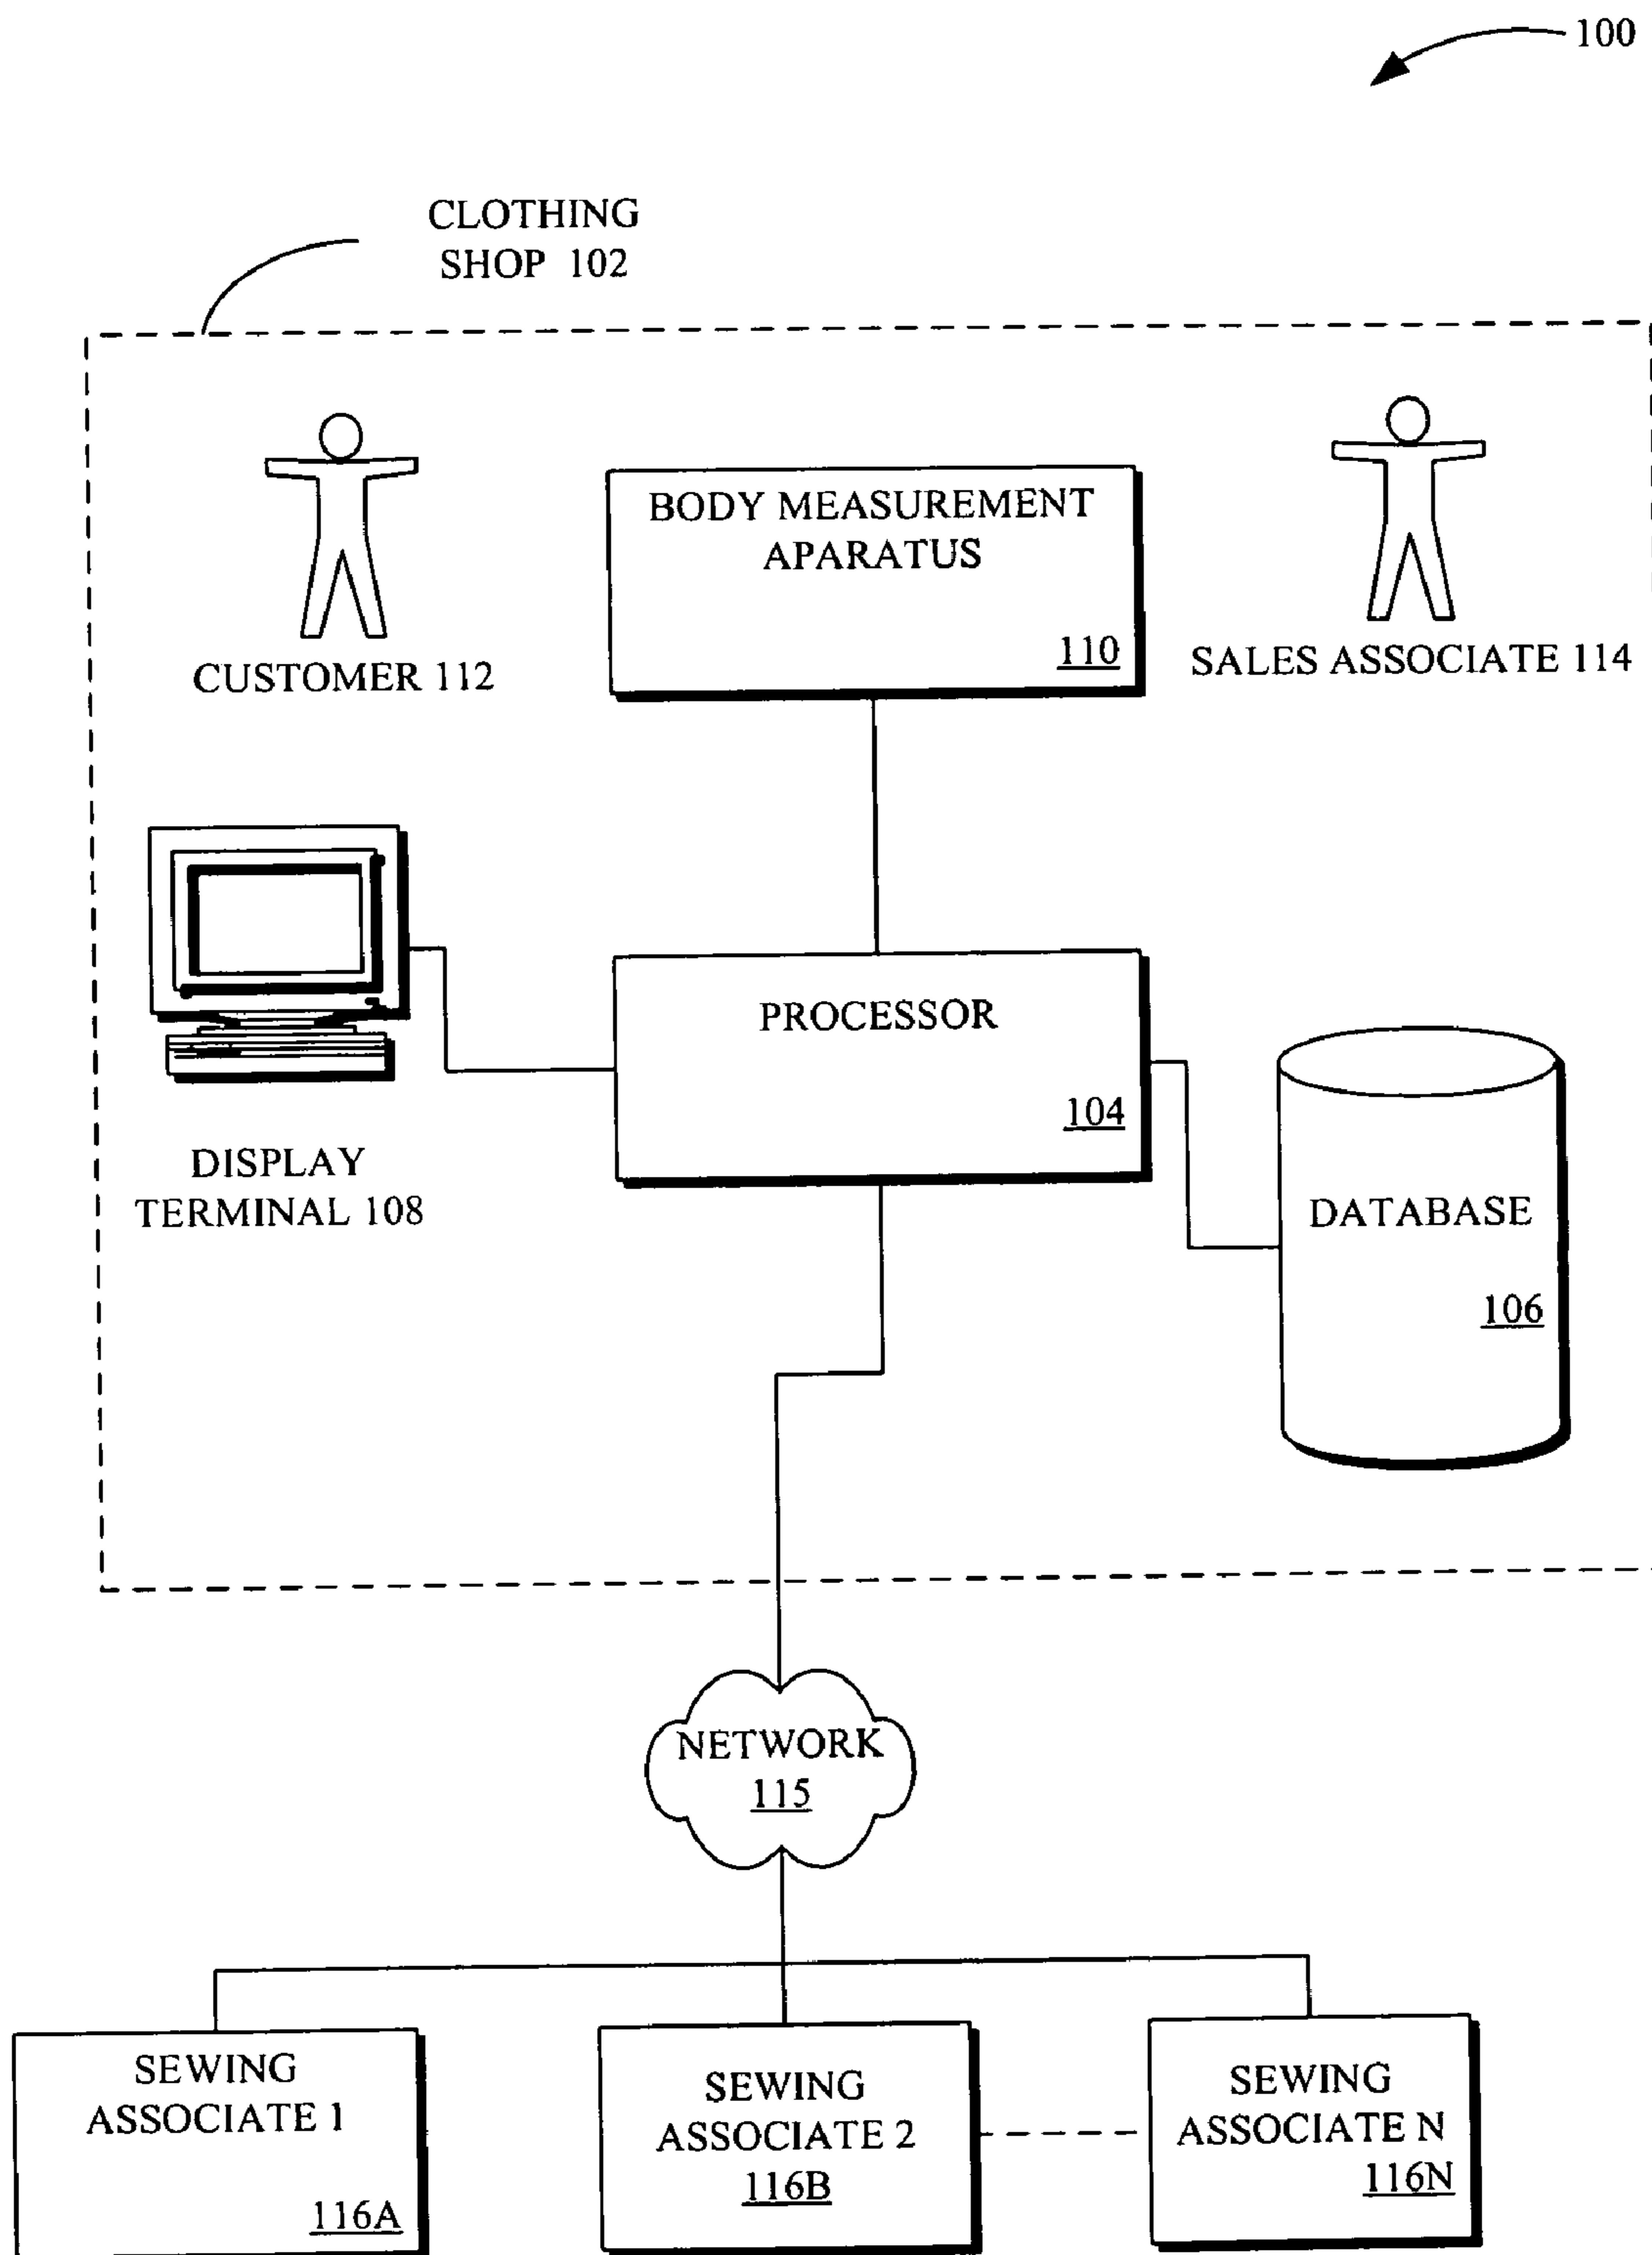 100
CLOTHING
SHOP 102
BODY MEASUREMENT
APARATUS
110
CUSTOMER 112
SALES ASSOCIATE 114
PROCESSOR
104
DISPLAY
TERMINAL 108
DATABASE
106
NETWORK
115
SEWING
ASSOCIATE 1
116A
SEWING
ASSOCIATE 2
116B
SEWING
ASSOCIATE N
116N